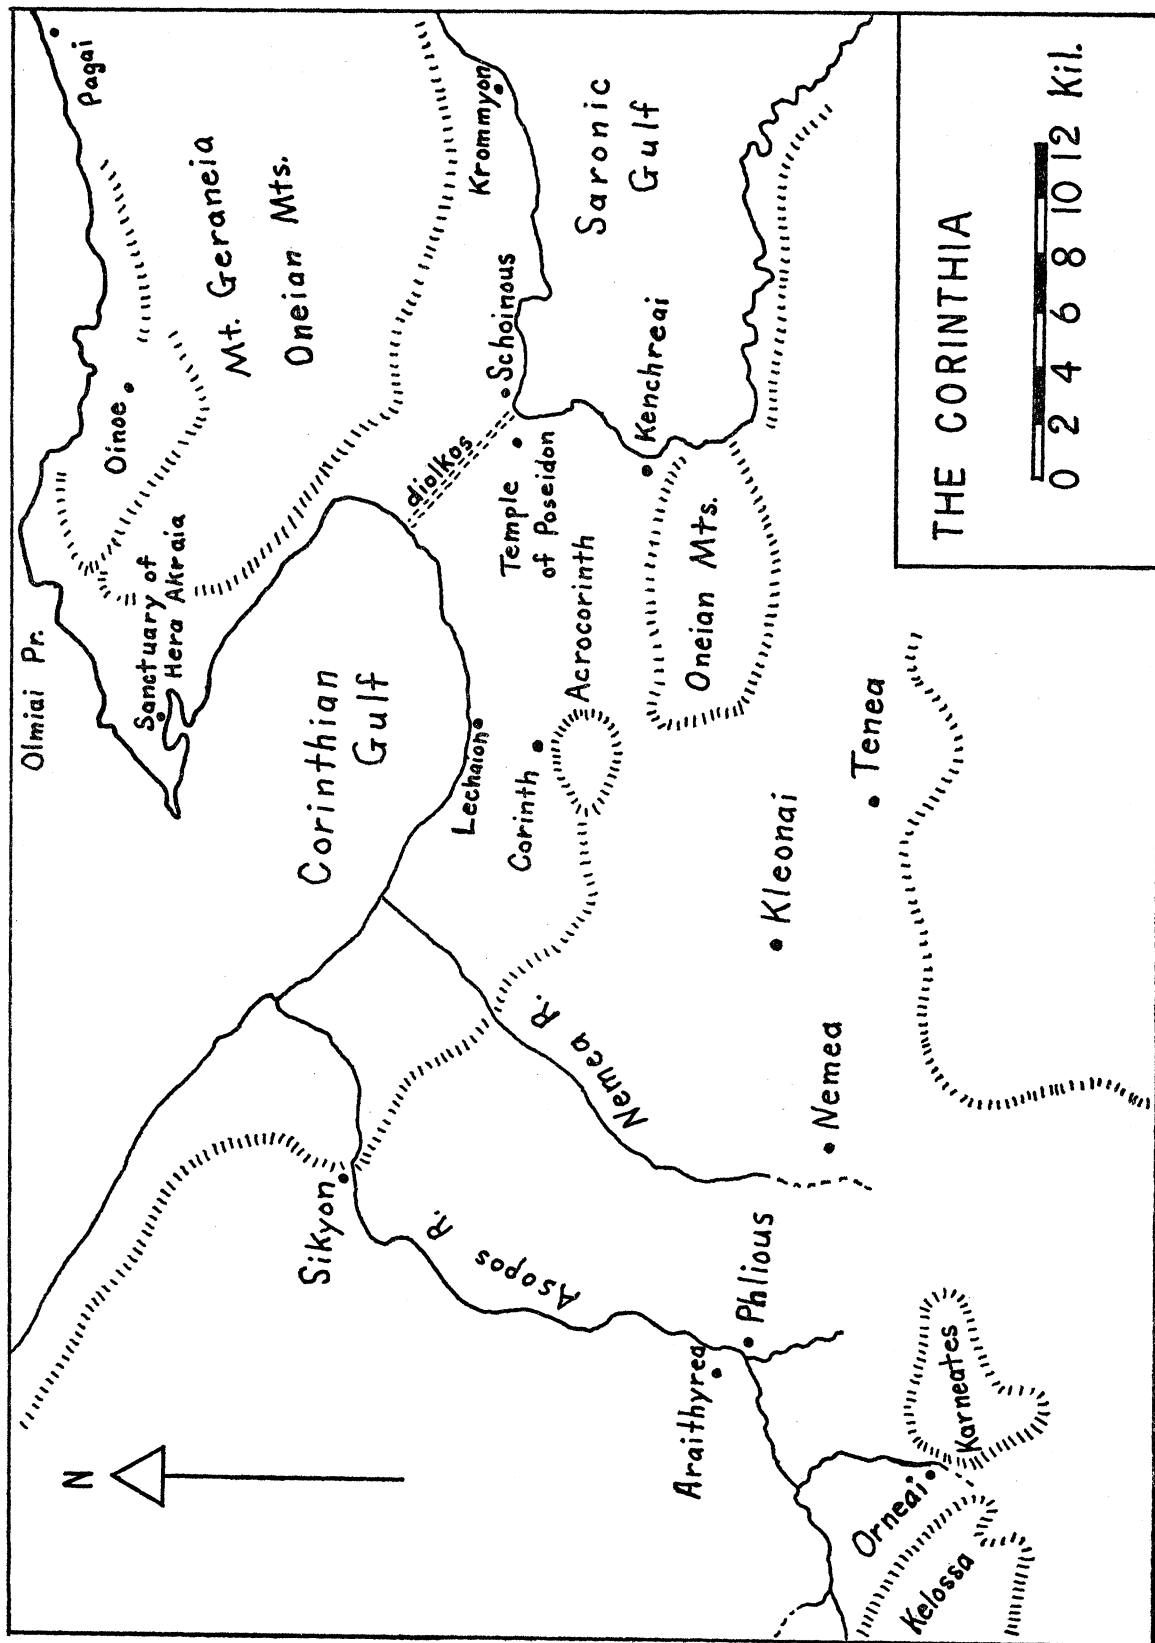 N
Olmiai Pr.
Pagai
Sanctuary of
Hera Akraia
Oinoe
Mt. Geraneia
Oneian Mts.
Corinthian
Gulf
Sikyon
Asopos R.
Nemea R.
Lechaion
Corinth
Acrocorinth
diolkos
Temple
of Poseidon
Schoinous
Krommyon
Saronic
Gulf
Kenchreai
Oneian Mts.
Araithyrea
Phlious
Nemea
Kleonai
Tenea
Orneai
Kelossa
Karneates
THE CORINTHIA
0 2 4 6 8 10 12 Kil.